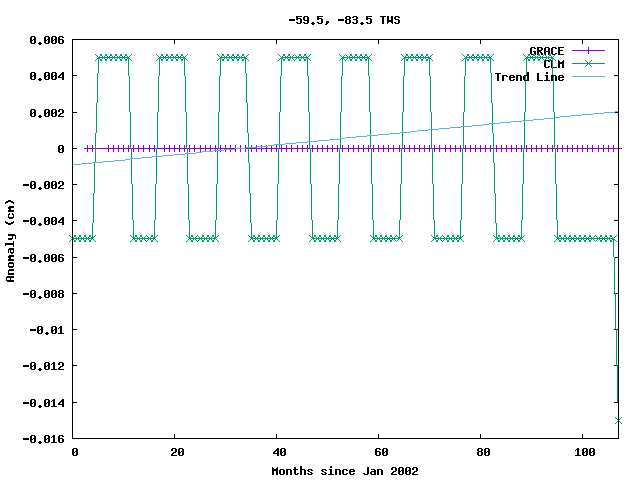 -59.5, -83.5 TWS
GRACE
CLM
Trend Line
0.006
0.004
0.002
0
-0.002
-0.004
-0.006
-0.008
-0.01
-0.012
-0.014
-0.016
Anomaly (cm)
0 20 40 60 80 100
Months since Jan 2002